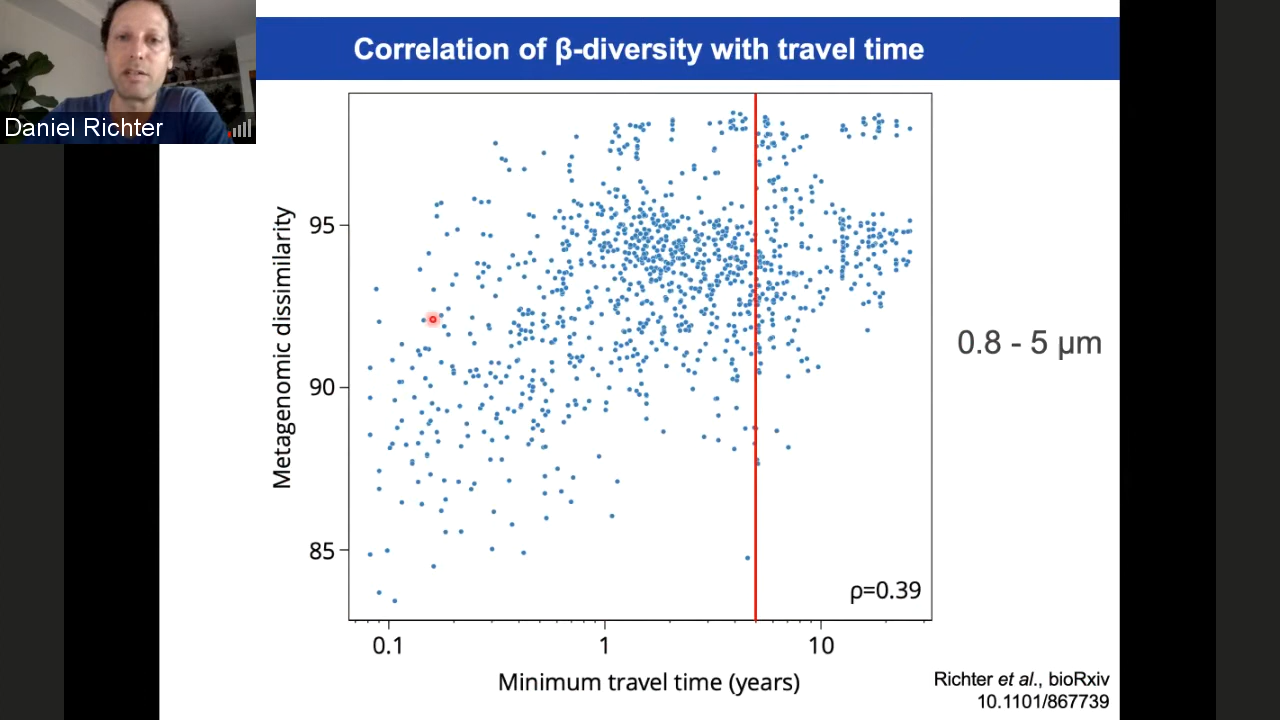 Daniel Richter
Correlation of β-diversity with travel time
Metagenomic dissimilarity
95
90
85
0.1
1
10
Minimum travel time (years)
ρ=0.39
0.8 - 5 μm
Richter et al., bioRxiv
10.1101/867739